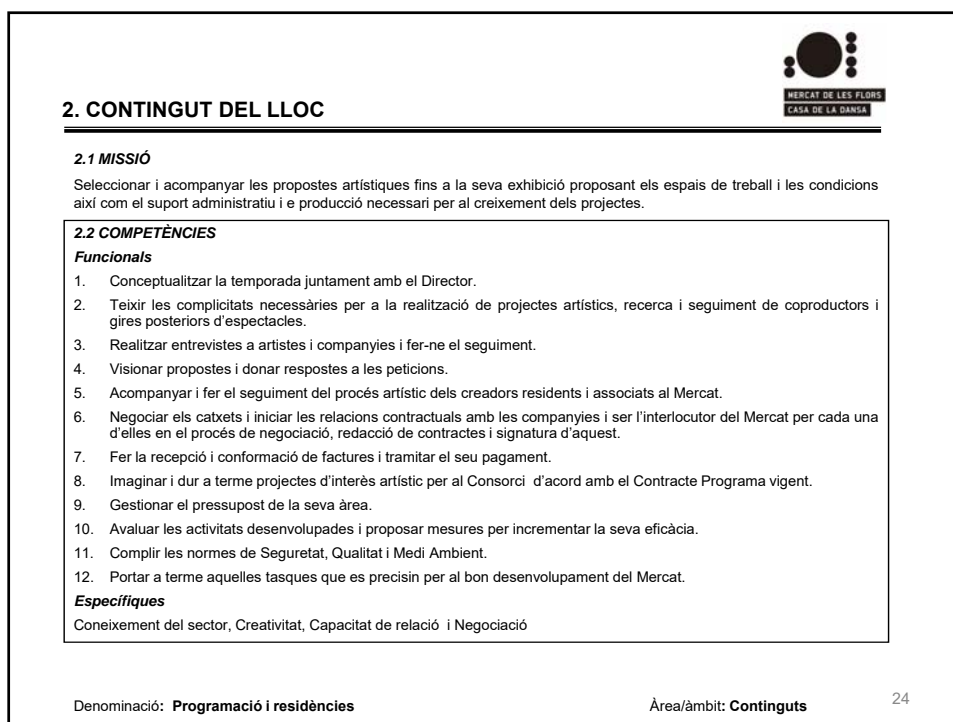 MERCAT DE LES FLORS
CASA DE LA DANSA
2. CONTINGUT DEL LLOC
2.1 MISSIÓ
Seleccionar i acompanyar les propostes artístiques fins a la seva exhibició proposant els espais de treball i les condicions
així com el suport administratiu i e producció necessari per al creixement dels projectes.
2.2 COMPETÈNCIES
Funcionals
1. Conceptualitzar la temporada juntament amb el Director.
2. Teixir les complicitats necessàries per a la realització de projectes artístics, recerca i seguiment de coproductors i
gires posteriors d’espectacles.
3. Realitzar entrevistes a artistes i companyies i fer-ne el seguiment.
4. Visionar propostes i donar respostes a les peticions.
5. Acompanyar i fer el seguiment del procés artístic dels creadors residents i associats al Mercat.
6. Negociar els catxets i iniciar les relacions contractuals amb les companyies i ser l’interlocutor del Mercat per cada una
d’elles en el procés de negociació, redacció de contractes i signatura d’aquest.
7. Fer la recepció i conformació de factures i tramitar el seu pagament.
8. Imaginar i dur a terme projectes d’interès artístic per al Consorci d’acord amb el Contracte Programa vigent.
9. Gestionar el pressupost de la seva àrea.
10. Avaluar les activitats desenvolupades i proposar mesures per incrementar la seva eficàcia.
11. Complir les normes de Seguretat, Qualitat i Medi Ambient.
12. Portar a terme aquelles tasques que es precisin per al bon desenvolupament del Mercat.
Específiques
Coneixement del sector, Creativitat, Capacitat de relació i Negociació
Denominació: Programació i residències Àrea/àmbit: Continguts 24